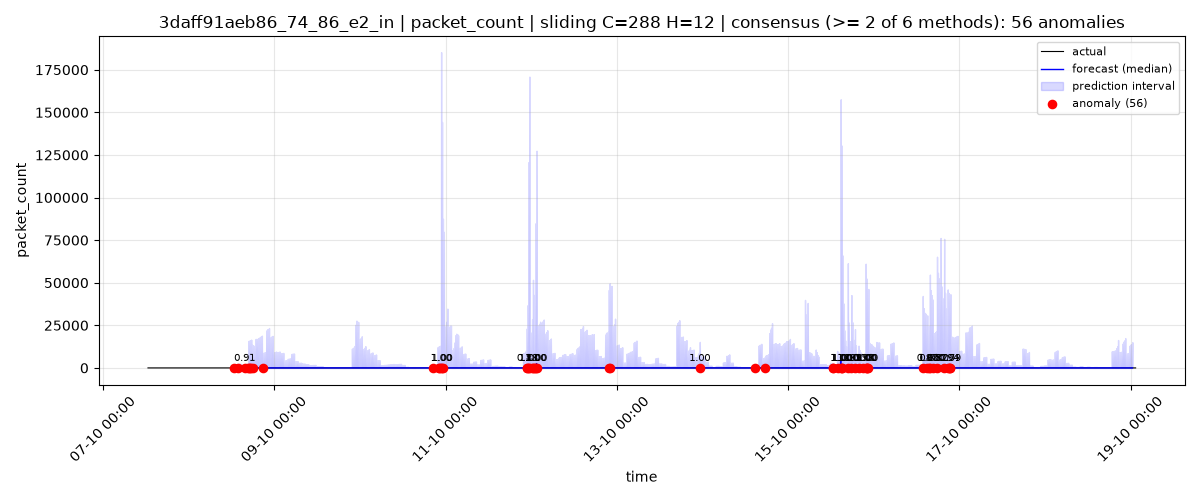 3daff91aeb86_74_86_e2_in | packet_count | sliding C=288 H=12 | consensus (>= 2 of 6 methods): 56 anomalies
actual
forecast (median)
prediction interval
anomaly (56)
packet_count
175000
150000
125000
100000
75000
50000
25000
0
0.91
1.00
1.00
07-10 00:00
09-10 00:00
11-10 00:00
13-10 00:00
15-10 00:00
17-10 00:00
19-10 00:00
time